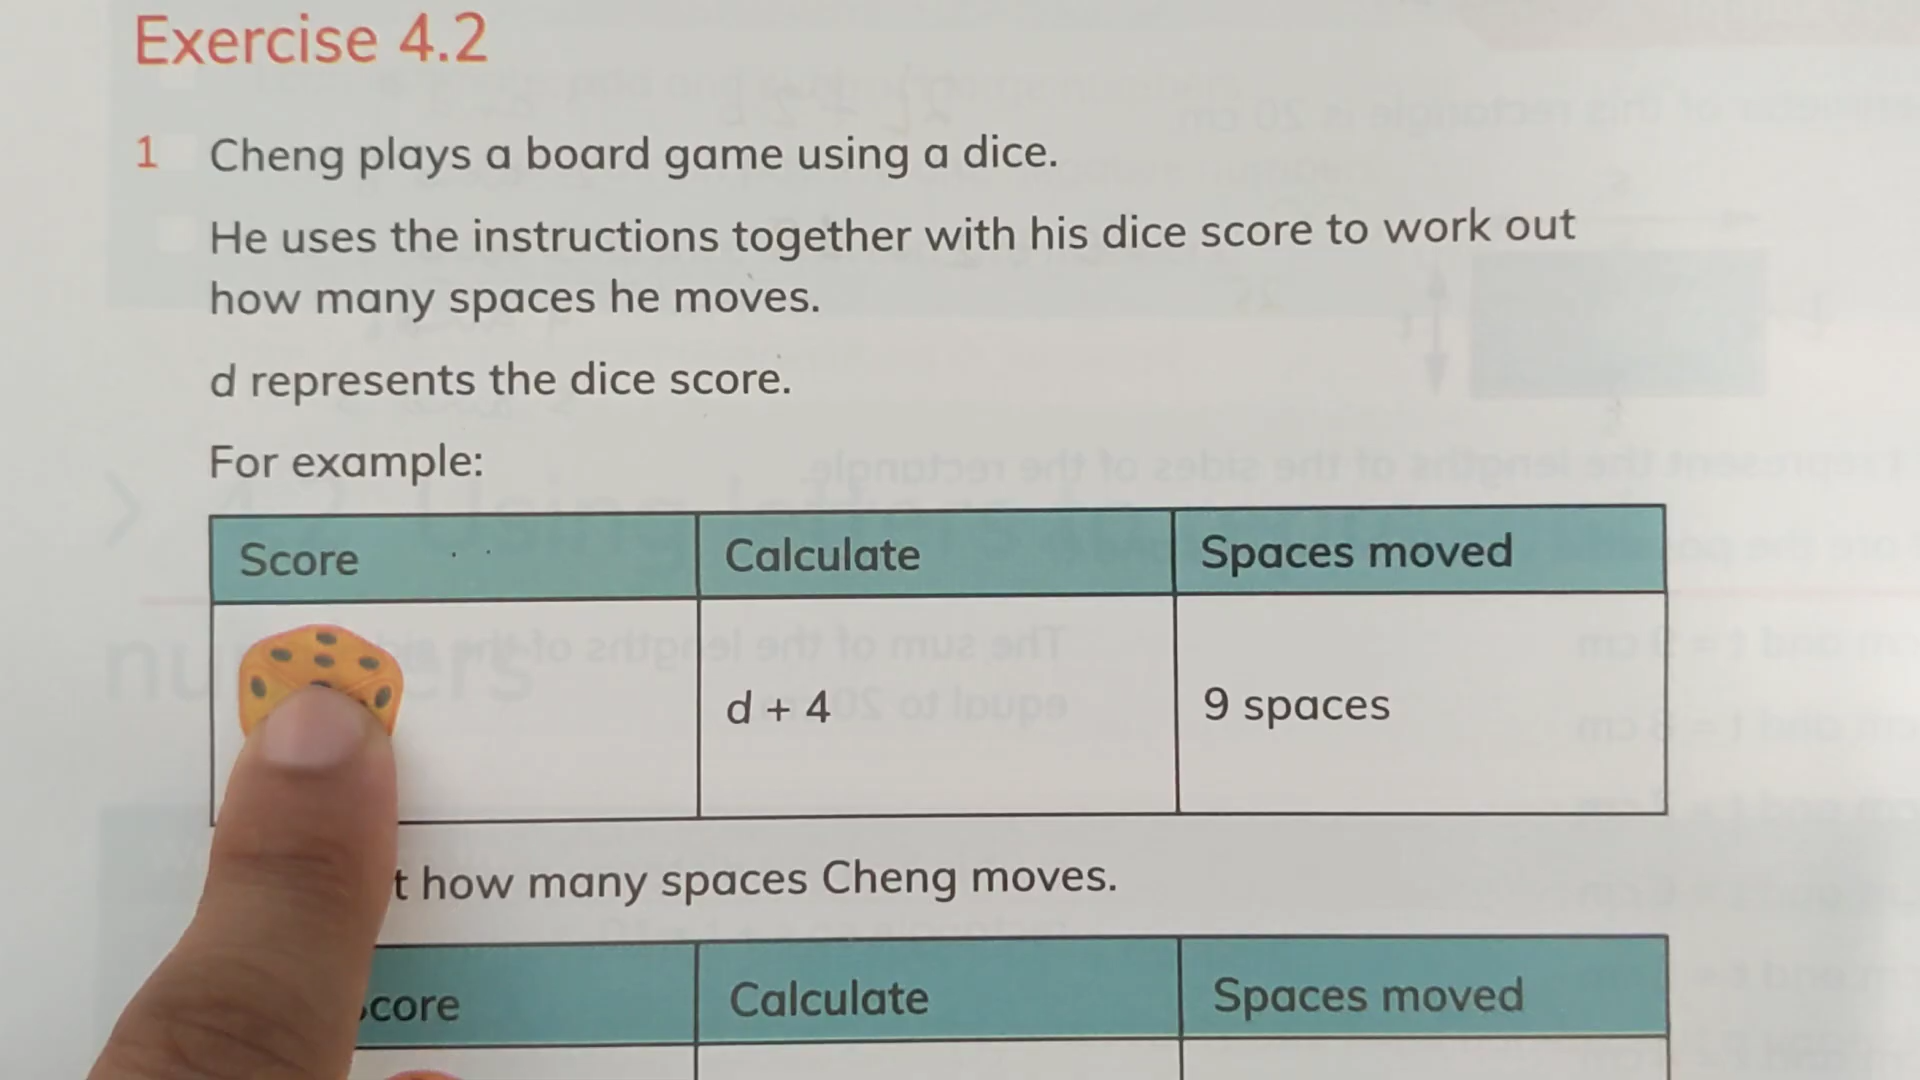 Exercise 4.2
1 Cheng plays a board game using a dice.
He uses the instructions together with his dice score to work out
how many spaces he moves.
d represents the dice score.
For example:
Score Calculate Spaces moved
d + 4 9 spaces
how many spaces Cheng moves.
Calculate Spaces moved